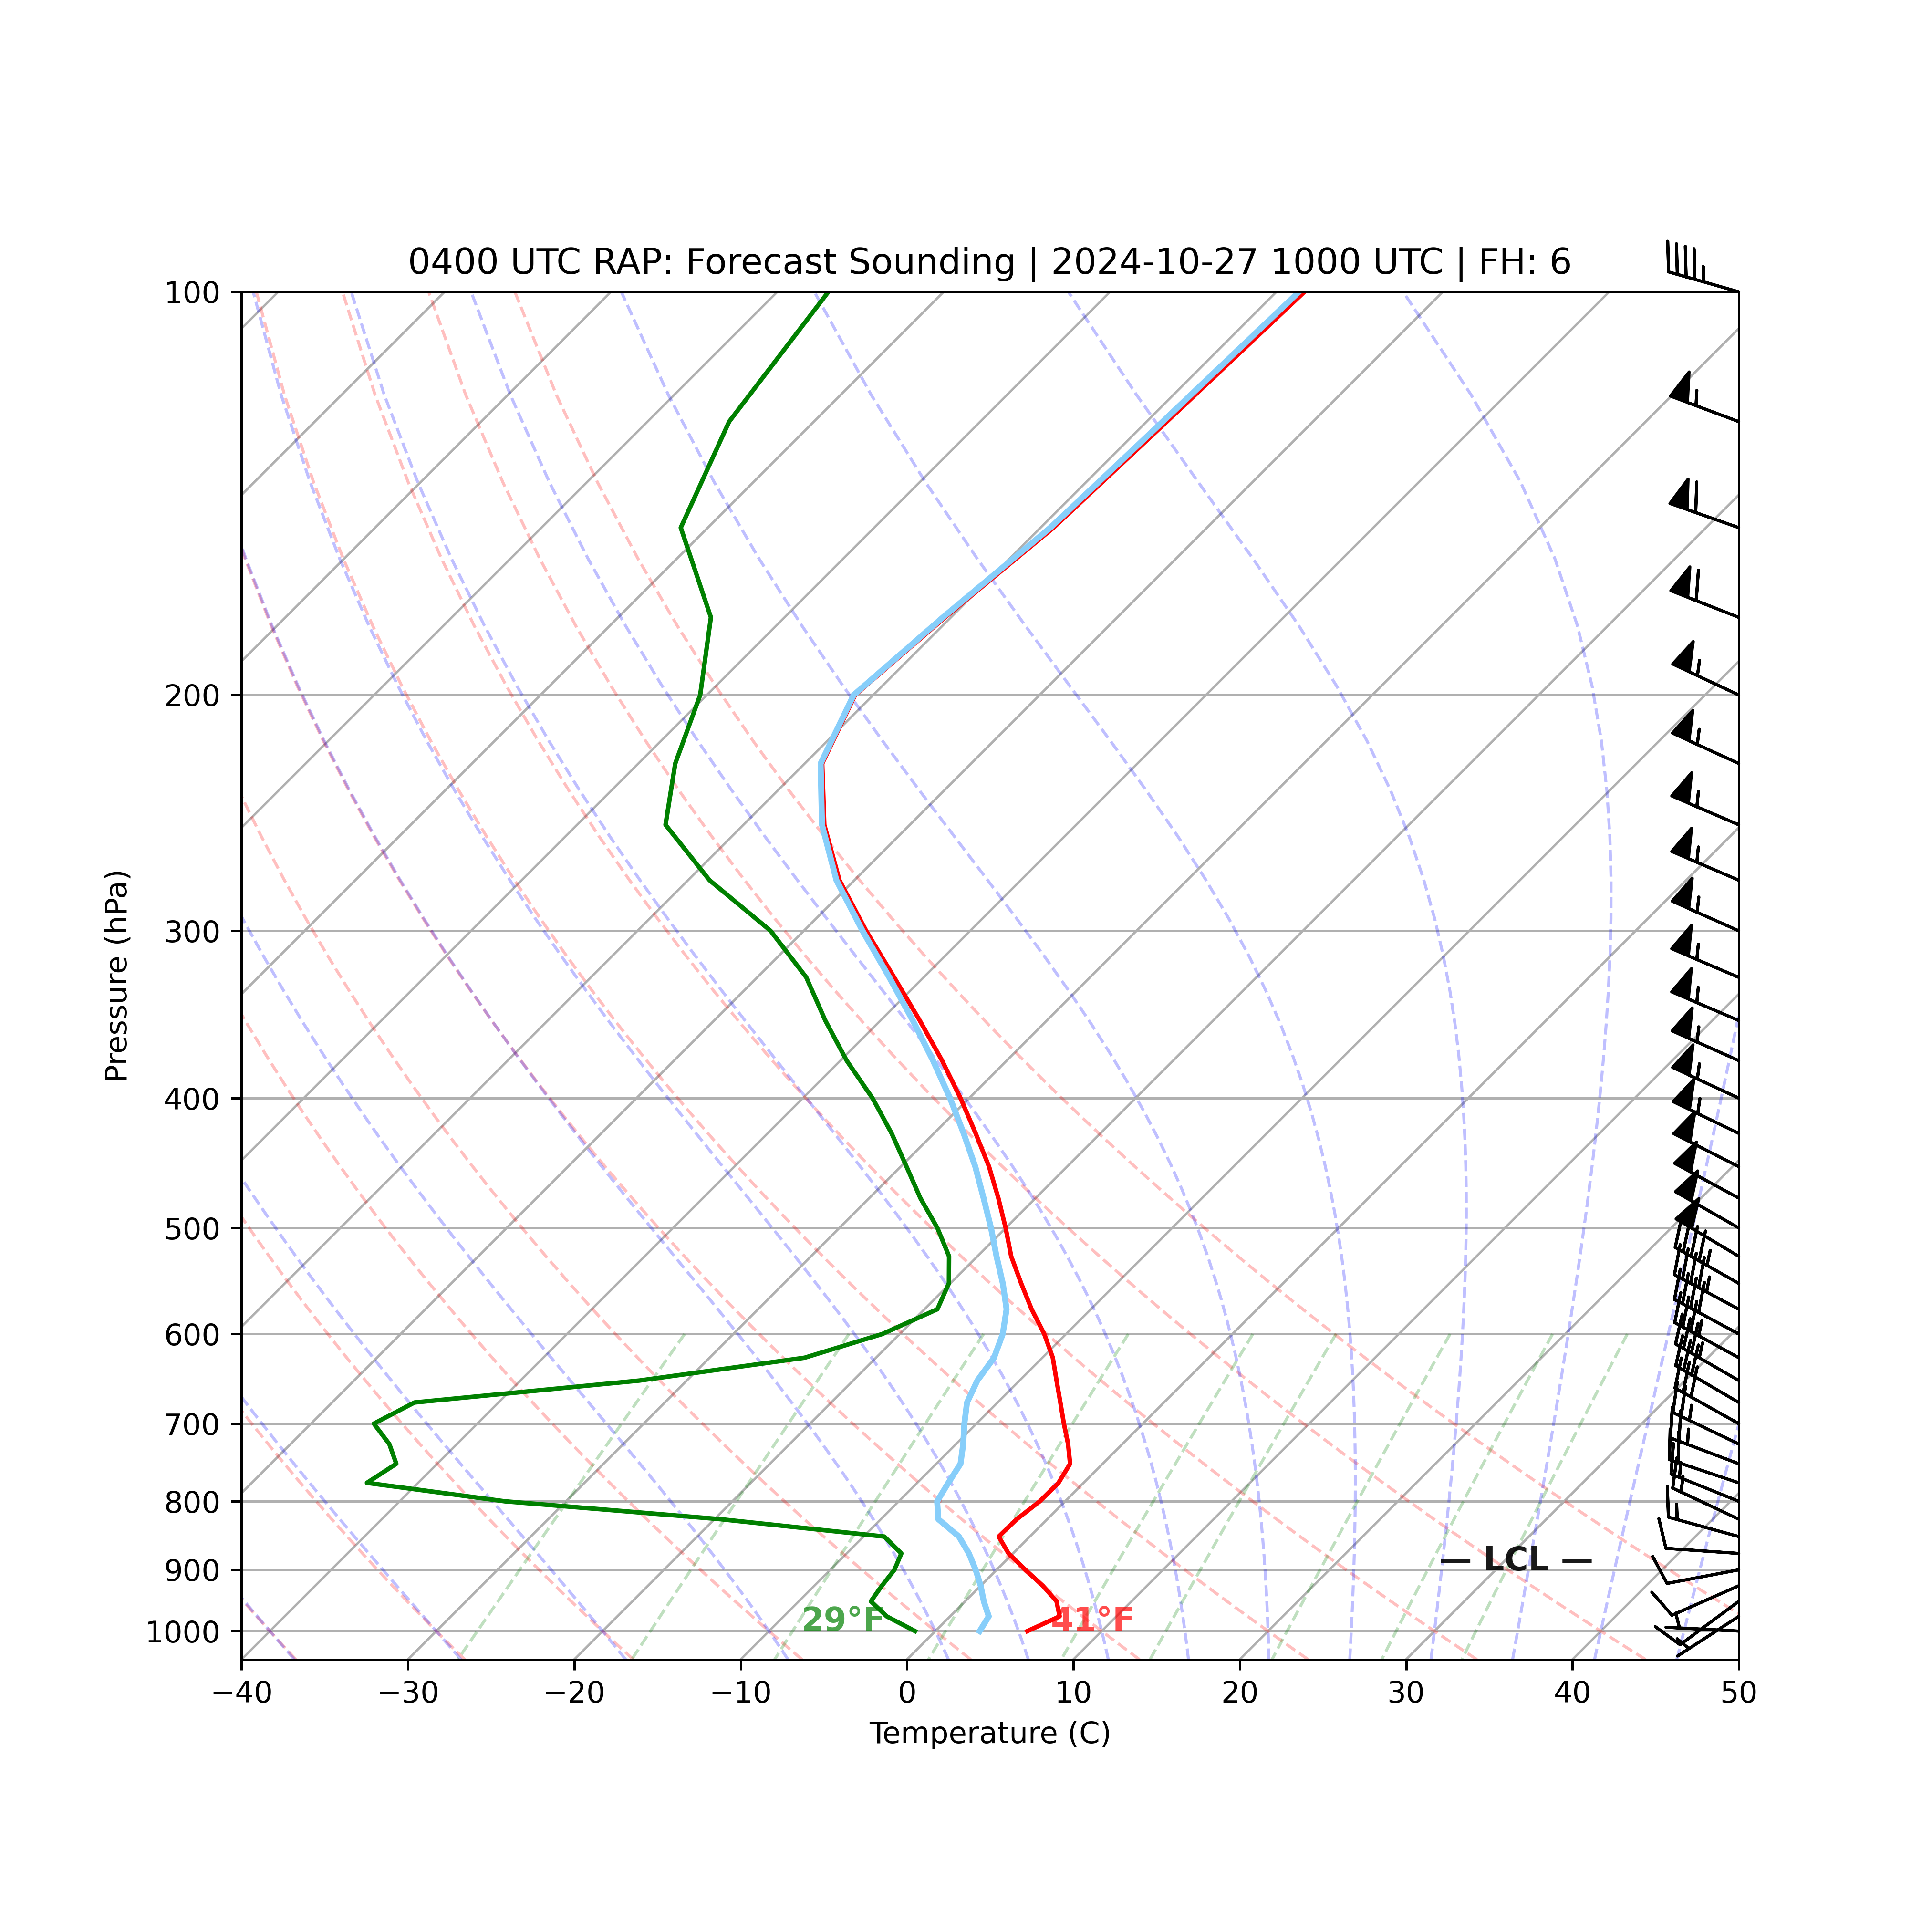 0400 UTC RAP: Forecast Sounding | 2024-10-27 1000 UTC | FH: 6
100
200
300
400
500
600
700
800
900
1000
Pressure (hPa)
— LCL —
29°F
41°F
−40 −30 −20 −10 0 10 20 30 40 50
Temperature (C)